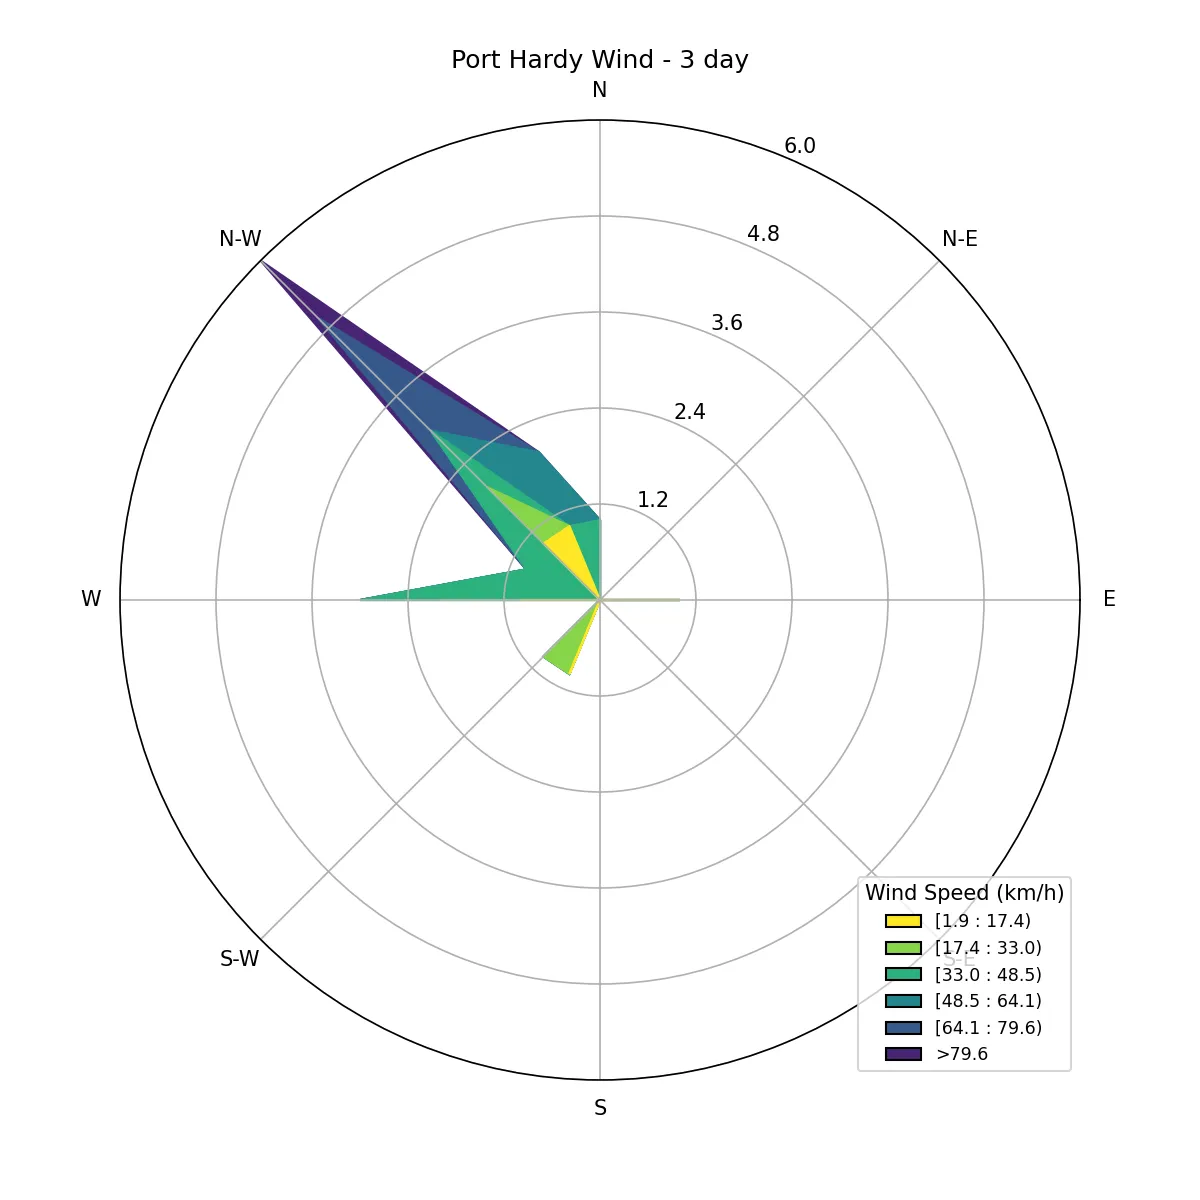 Port Hardy Wind - 3 day
N
6.0
N-W
4.8
N-E
3.6
2.4
1.2
W
E
S-W
S-E
S
Wind Speed (km/h)
[1.9 : 17.4)
[17.4 : 33.0)
[33.0 : 48.5)
[48.5 : 64.1)
[64.1 : 79.6)
>79.6